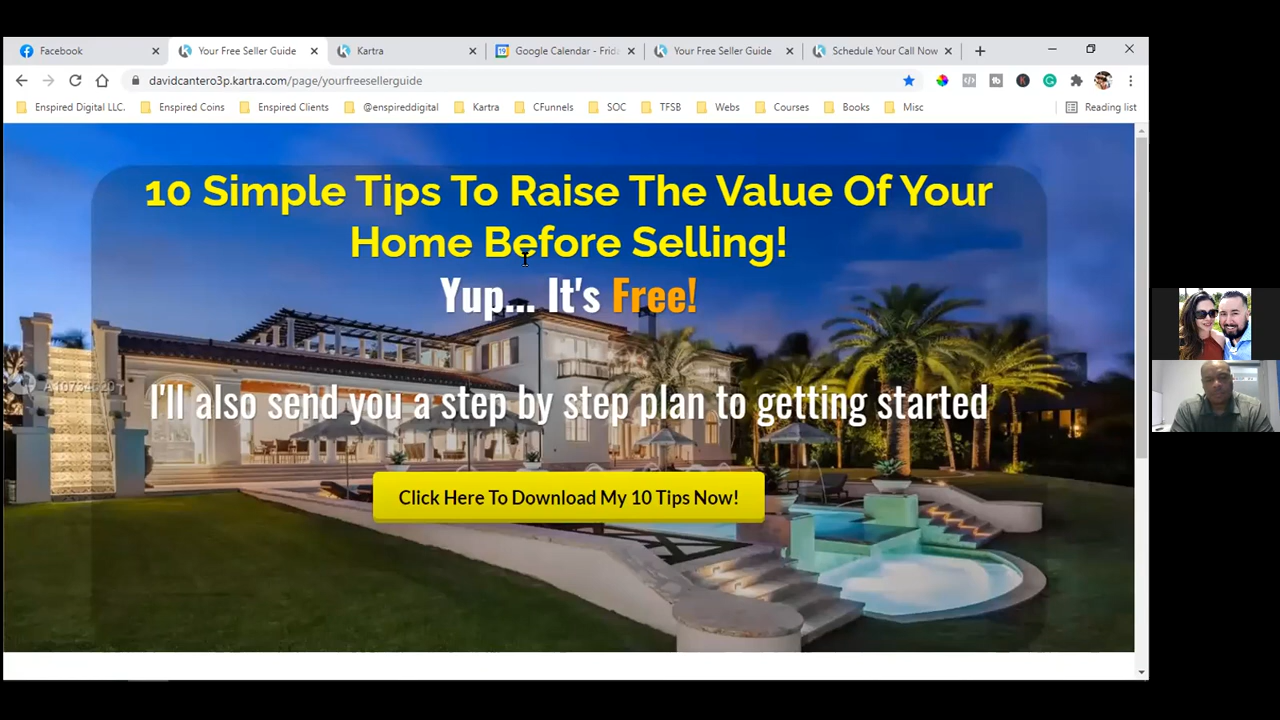 Facebook
Your Free Seller Guide
Kartra
Google Calendar - Frida
Your Free Seller Guide
Schedule Your Call Now
davidcantero3p.kartra.com/page/yourfreesellerguide
Enspired Digital LLC.
Enspired Coins
Enspired Clients
@enspireddigital
Kartra
CFunnels
SOC
TFSB
Webs
Courses
Books
Misc
Reading list
10 Simple Tips To Raise The Value Of Your
Home Before Selling!
Yup... It's Free!
I'll also send you a step by step plan to getting started
Click Here To Download My 10 Tips Now!